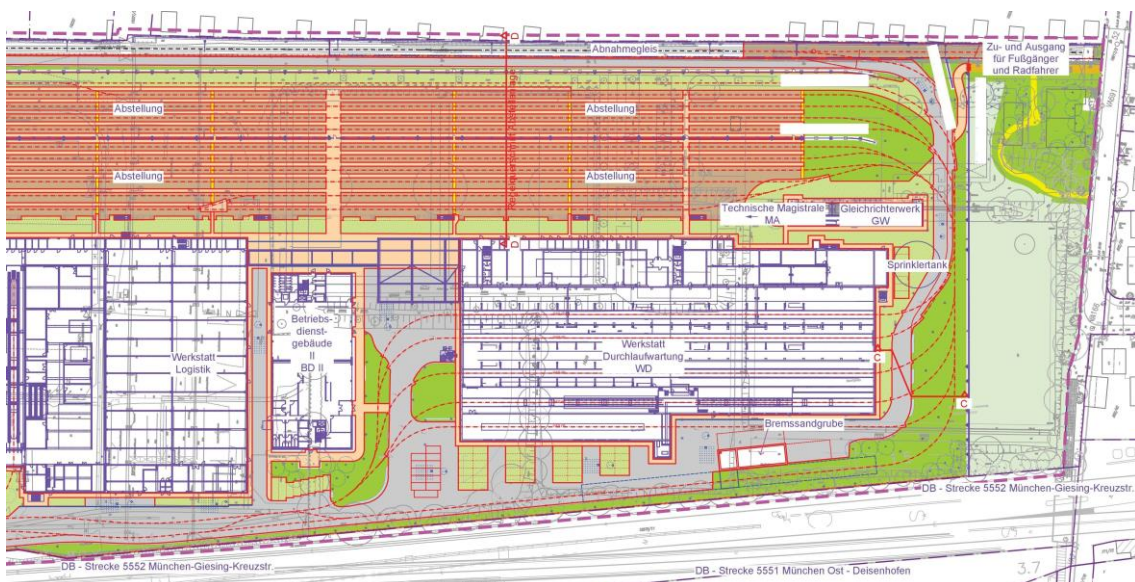 D
Abnahmegleis
Zu- und Ausgang
für Fußgänger
und Radfahrer
Abstellung
Abstellung
Abstellung
Abstellung
Abstellung
Abstellung
Technische Magistrale
MA
Gleichrichterwerk
GW
D
Sprinklertank
Betriebs-
dienst-
gebäude
II
BD II
Werkstatt
Logistik
Werkstatt
Durchlaufwartung
WD
C
C
Bremssandgrube
DB - Strecke 5552 München-Giesing-Kreuzstr.
DB - Strecke 5552 München-Giesing-Kreuzstr.
DB - Strecke 5551 München Ost - Deisenhofen
3.7